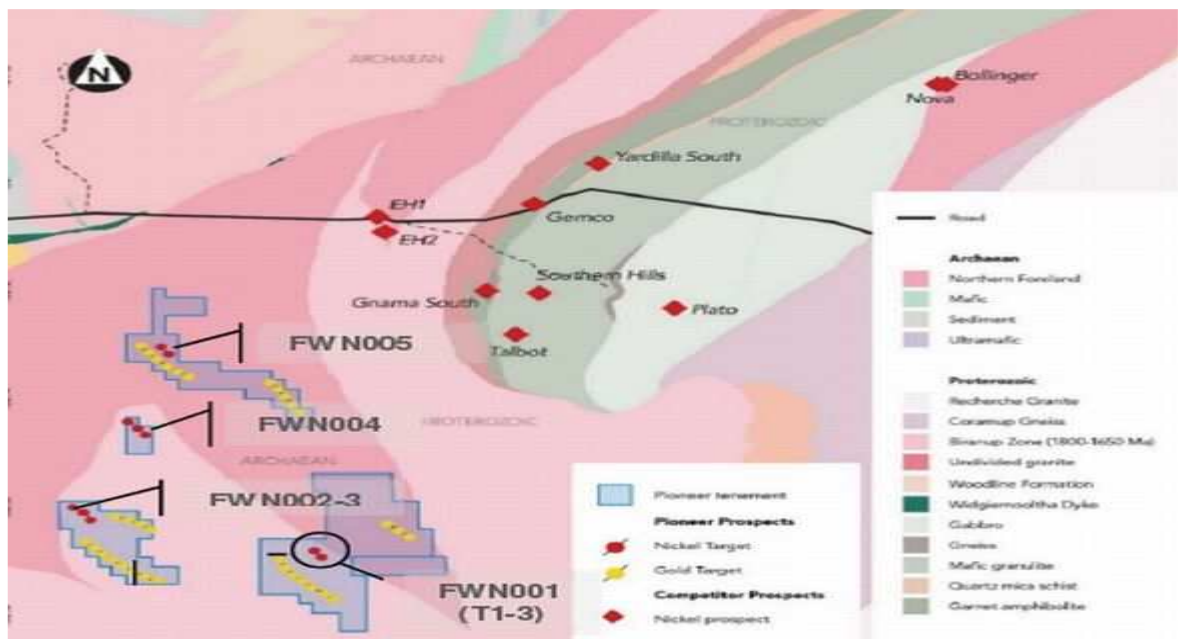 N
ARCHAEAN
Bollinger
Nova
PROTEROZOIC
Yardilla South
EH1
Gemco
EH2
Southern Hills
Gnama South
Plato
Talbot
FWN005
FWN004
PROTEROZOIC
ARCHAEAN
FWN002-3
FWN001
(T1-3)
Pioneer tenement
Pioneer Prospects
Nickel Target
Gold Target
Competitor Prospects
Nickel prospect
Road
Archaean
Northern Foreland
Mafic
Sediment
Ultramafic
Proterozoic
Recherche Granite
Coramup Gneiss
Biranup Zone (1800-1650 Ma)
Undivided granite
Woodline Formation
Widgiemooltha Dyke
Gabbro
Gneiss
Mafic granulite
Quartz mica schist
Garnet amphibolite